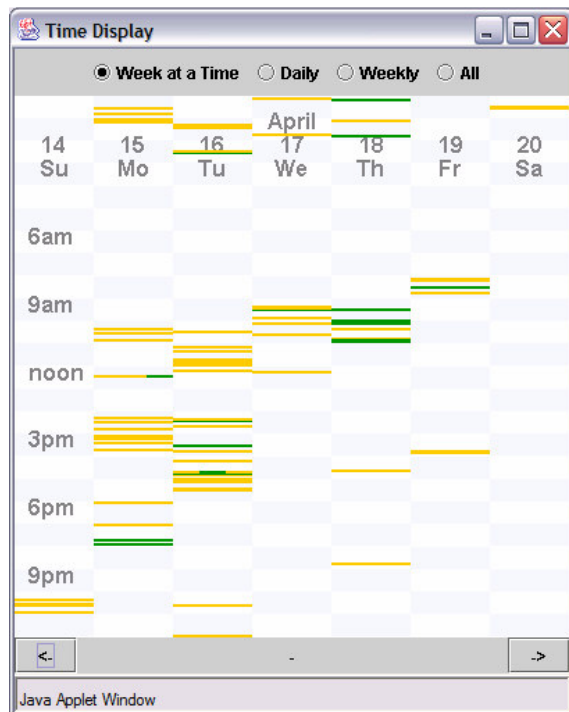 Time Display
Week at a Time Daily Weekly All
April
14 15 16 17 18 19 20
Su Mo Tu We Th Fr Sa
6am
9am
noon
3pm
6pm
9pm
<- - ->
Java Applet Window